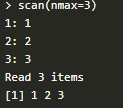 > scan(nmax=3)
1: 1
2: 2
3: 3
Read 3 items
[1] 1 2 3